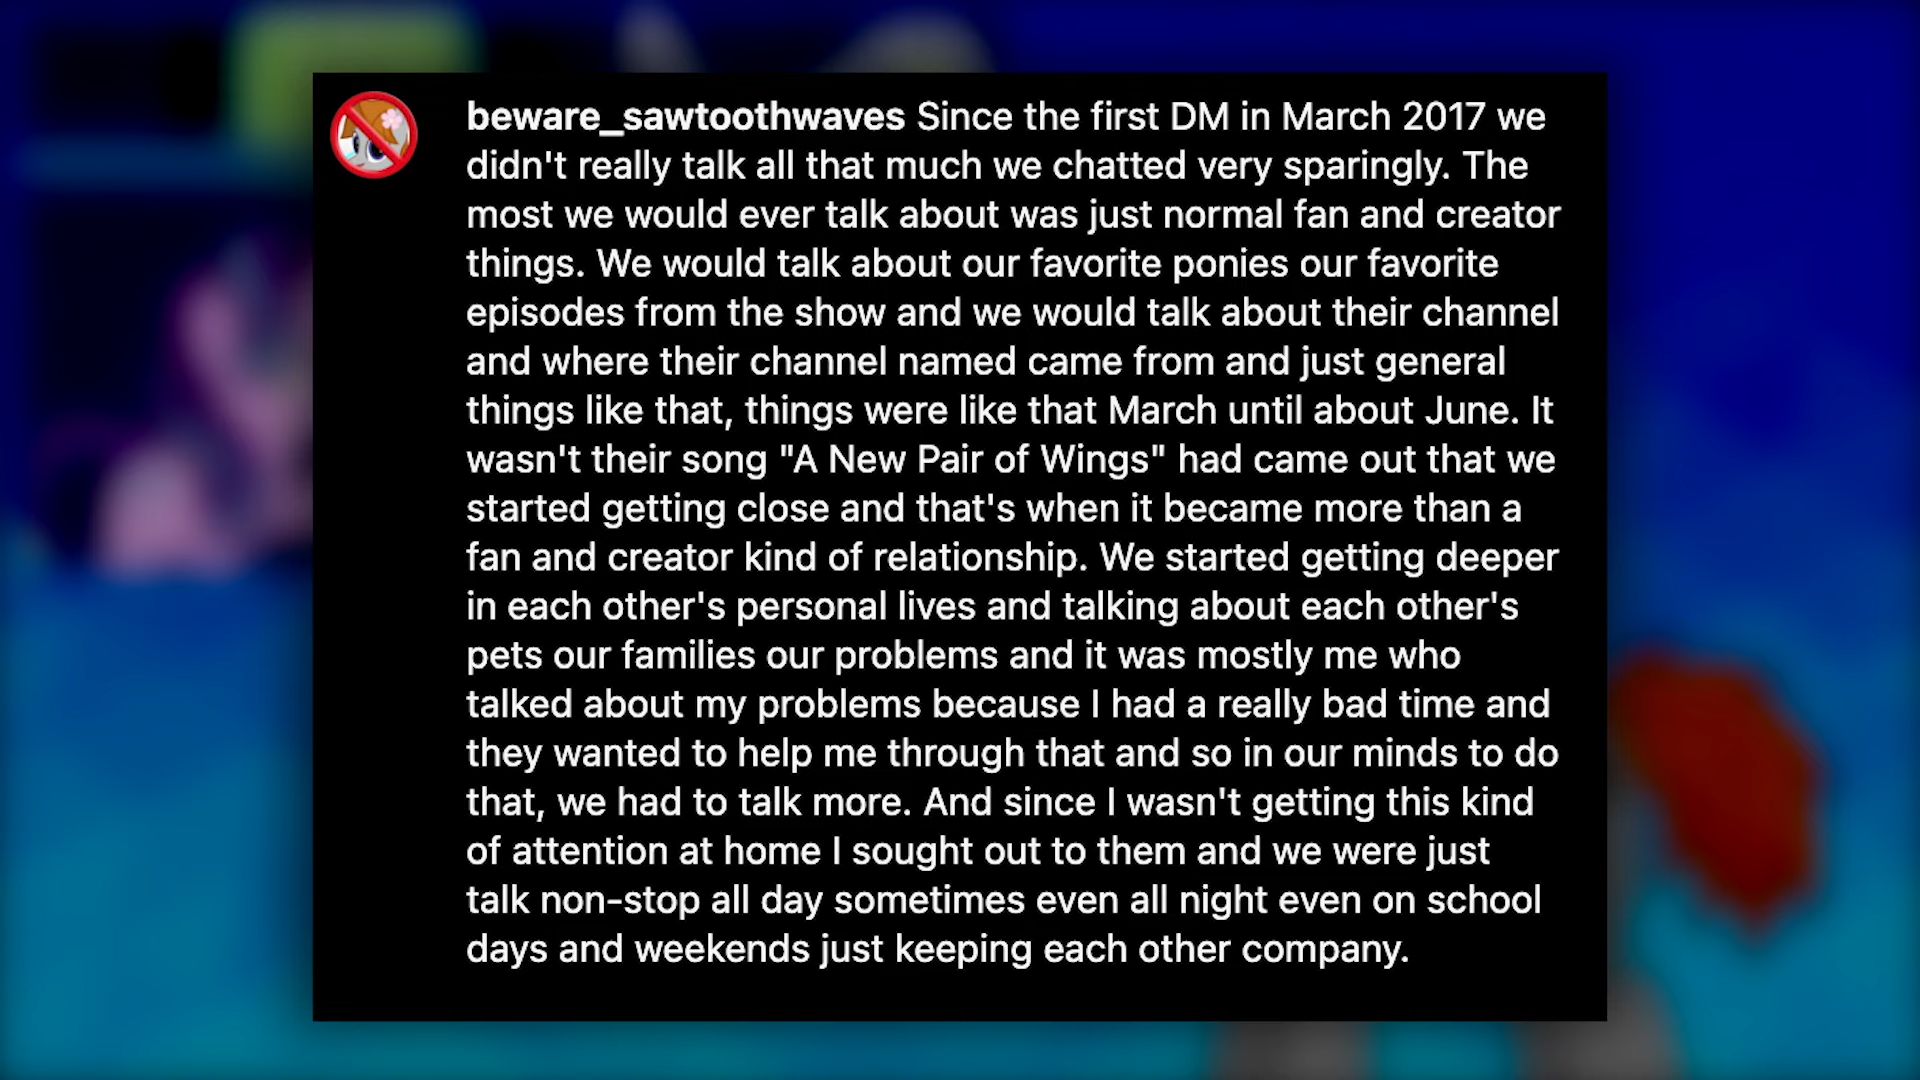 beware_sawtoothwaves Since the first DM in March 2017 we
didn't really talk all that much we chatted very sparingly. The
most we would ever talk about was just normal fan and creator
things. We would talk about our favorite ponies our favorite
episodes from the show and we would talk about their channel
and where their channel named came from and just general
things like that, things were like that March until about June. It
wasn't their song "A New Pair of Wings" had came out that we
started getting close and that's when it became more than a
fan and creator kind of relationship. We started getting deeper
in each other's personal lives and talking about each other's
pets our families our problems and it was mostly me who
talked about my problems because I had a really bad time and
they wanted to help me through that and so in our minds to do
that, we had to talk more. And since I wasn't getting this kind
of attention at home I sought out to them and we were just
talk non-stop all day sometimes even all night even on school
days and weekends just keeping each other company.